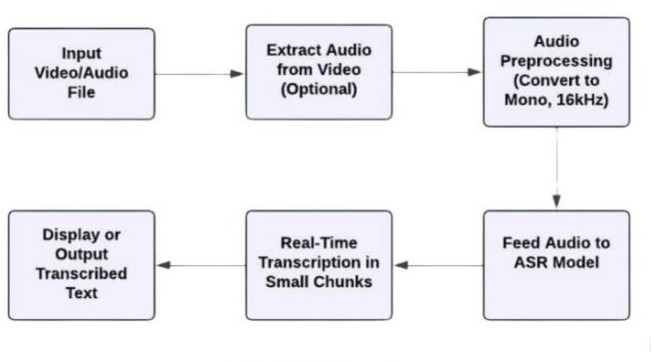 Input
Video/Audio
File
Extract Audio
from Video
(Optional)
Audio
Preprocessing
(Convert to
Mono, 16kHz)
Feed Audio to
ASR Model
Real-Time
Transcription in
Small Chunks
Display or
Output
Transcribed
Text